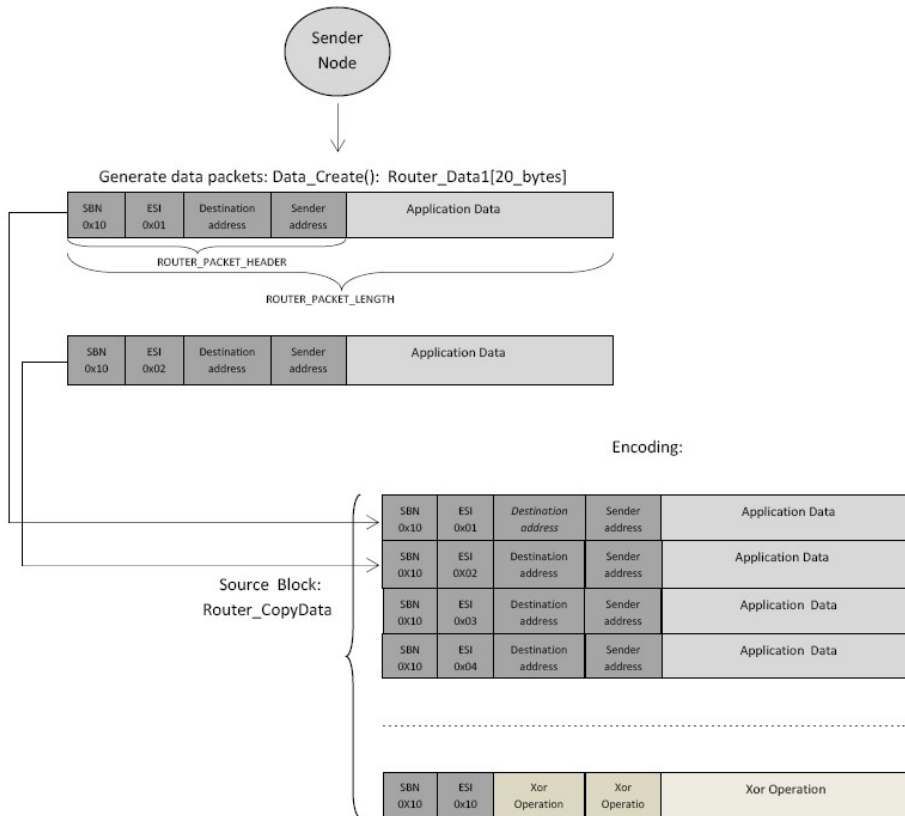 Sender
Node
Generate data packets: Data_Create(): Router_Data1[20_bytes]
SBN ESI Destination Sender Application Data
0x10 0x01 address address
ROUTER_PACKET_HEADER
ROUTER_PACKET_LENGTH
SBN ESI Destination Sender Application Data
0x10 0x02 address address
Encoding:
SBN ESI Destination Sender Application Data
0x10 0x01 address address
SBN ESI Destination Sender Application Data
0X10 0X02 address address
Source Block:
Router_CopyData
SBN ESI Destination Sender Application Data
0X10 0x03 address address
SBN ESI Destination Sender Application Data
0X10 0x04 address address
SBN ESI Xor Xor Xor Operation
0X10 0x10 Operation Operatio